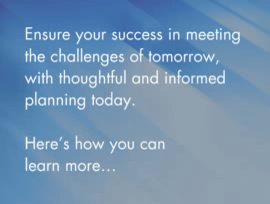 Ensure your success in meeting
the challenges of tomorrow,
with thoughtful and informed
planning today.
Here's how you can
learn more...